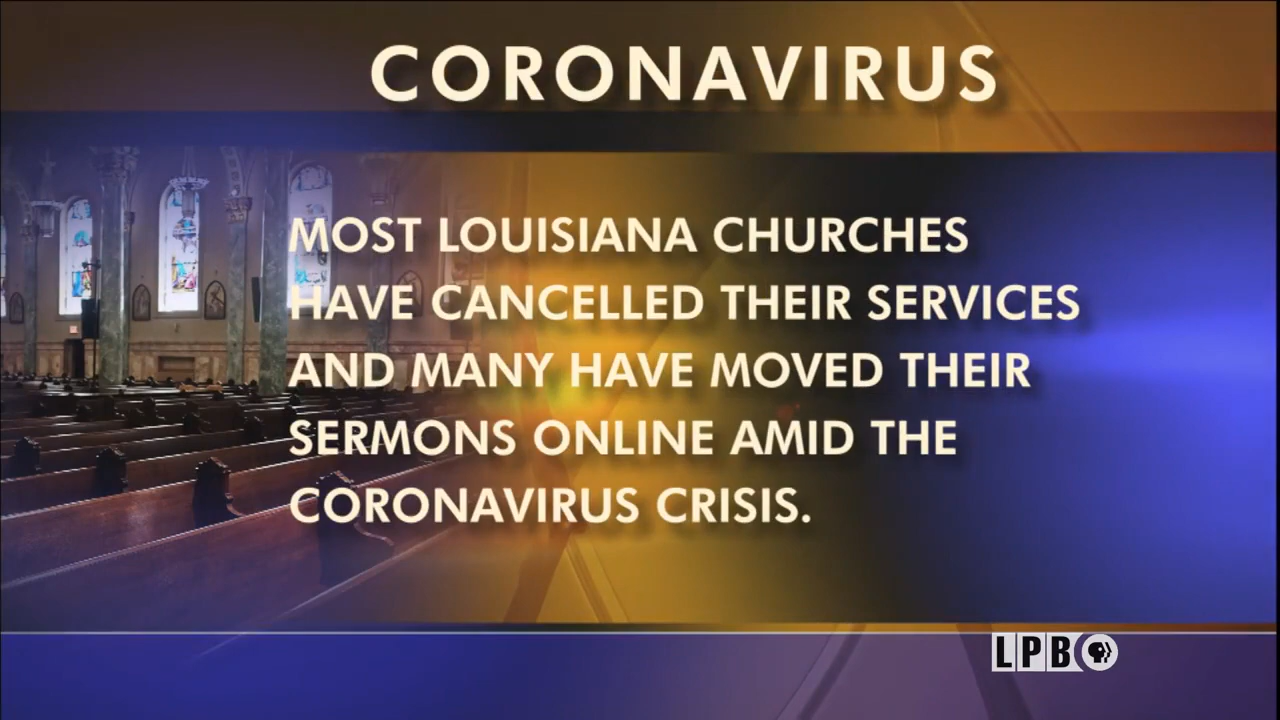 CORONAVIRUS
MOST LOUISIANA CHURCHES
HAVE CANCELLED THEIR SERVICES
AND MANY HAVE MOVED THEIR
SERMONS ONLINE AMID THE
CORONAVIRUS CRISIS.
LPB